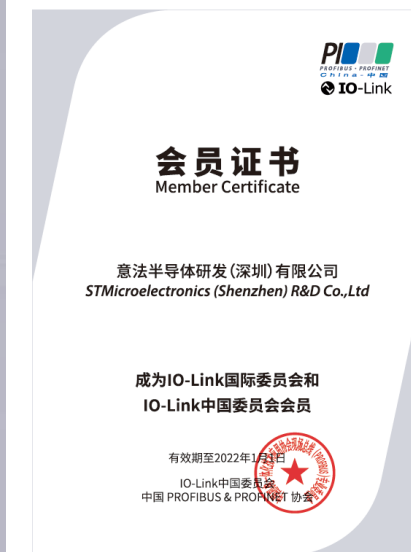 PI
PROFIBUS · PROFINET
China - 中国
IO-Link
会员证书
Member Certificate
意法半导体研发(深圳)有限公司
STMicroelectronics (Shenzhen) R&D Co.,Ltd
成为IO-Link国际委员会和
IO-Link中国委员会会员
有效期至2022年1月1日
IO-Link中国委员会
中国 PROFIBUS & PROFINET 协会